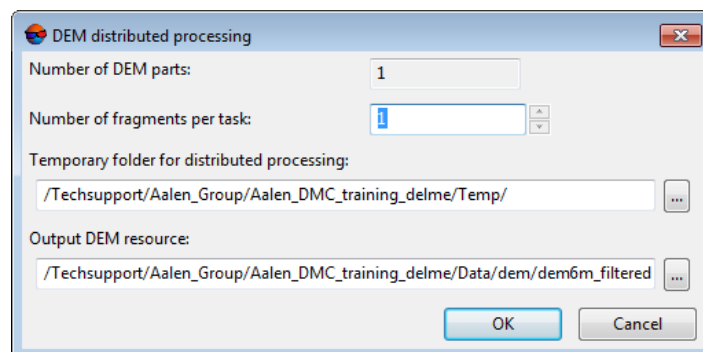 DEM distributed processing
Number of DEM parts: 1
Number of fragments per task: 1
Temporary folder for distributed processing:
/Techsupport/Aalen_Group/Aalen_DMC_training_delme/Temp/ ...
Output DEM resource:
/Techsupport/Aalen_Group/Aalen_DMC_training_delme/Data/dem/dem6m_filtered ...
OK Cancel